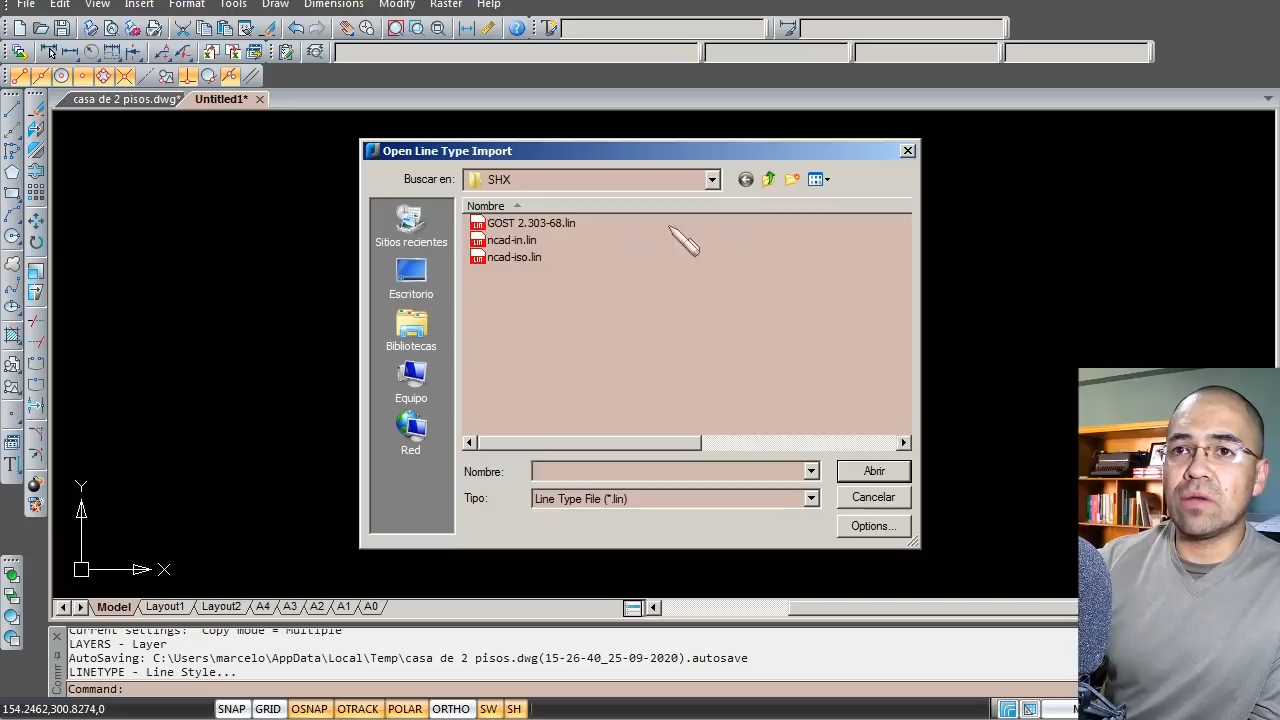 File Edit View Insert Format Tools Draw Dimensions Modify Raster Help
casa de 2 pisos.dwg* Untitled1*
Open Line Type Import
Buscar en: SHX
Nombre
GOST 2.303-68.lin
ncad-in.lin
ncad-iso.lin
Sitios recientes
Escritorio
Bibliotecas
Equipo
Red
Nombre: Abrir
Tipo: Line Type File (*.lin) Cancelar
Options...
Y
X
Model Layout1 Layout2 A4 A3 A2 A1 A0
Current settings: Copy mode = Multiple
LAYERS - Layer
AutoSaving: C:\Users\marcelo\AppData\Local\Temp\casa de 2 pisos.dwg(15-26-40_25-09-2020).autosave
LINETYPE - Line Style...
Command:
154.2462,300.8274,0 SNAP GRID OSNAP OTRACK POLAR ORTHO SW SH